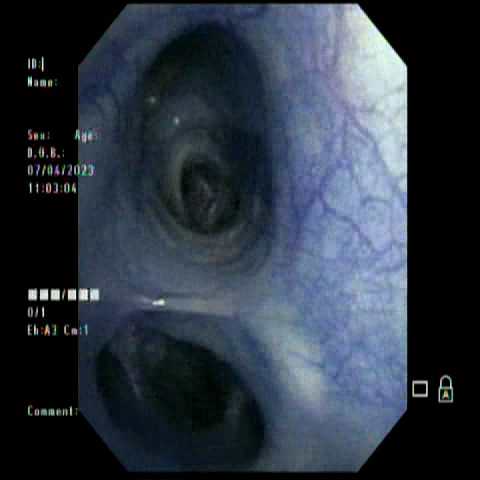 ID:
Name:
Sex: Age:
D.O.B.:
07/04/2023
11:03:04
■■■/■■■
0/1
Eh:A3 Cm:1
Comment:
A